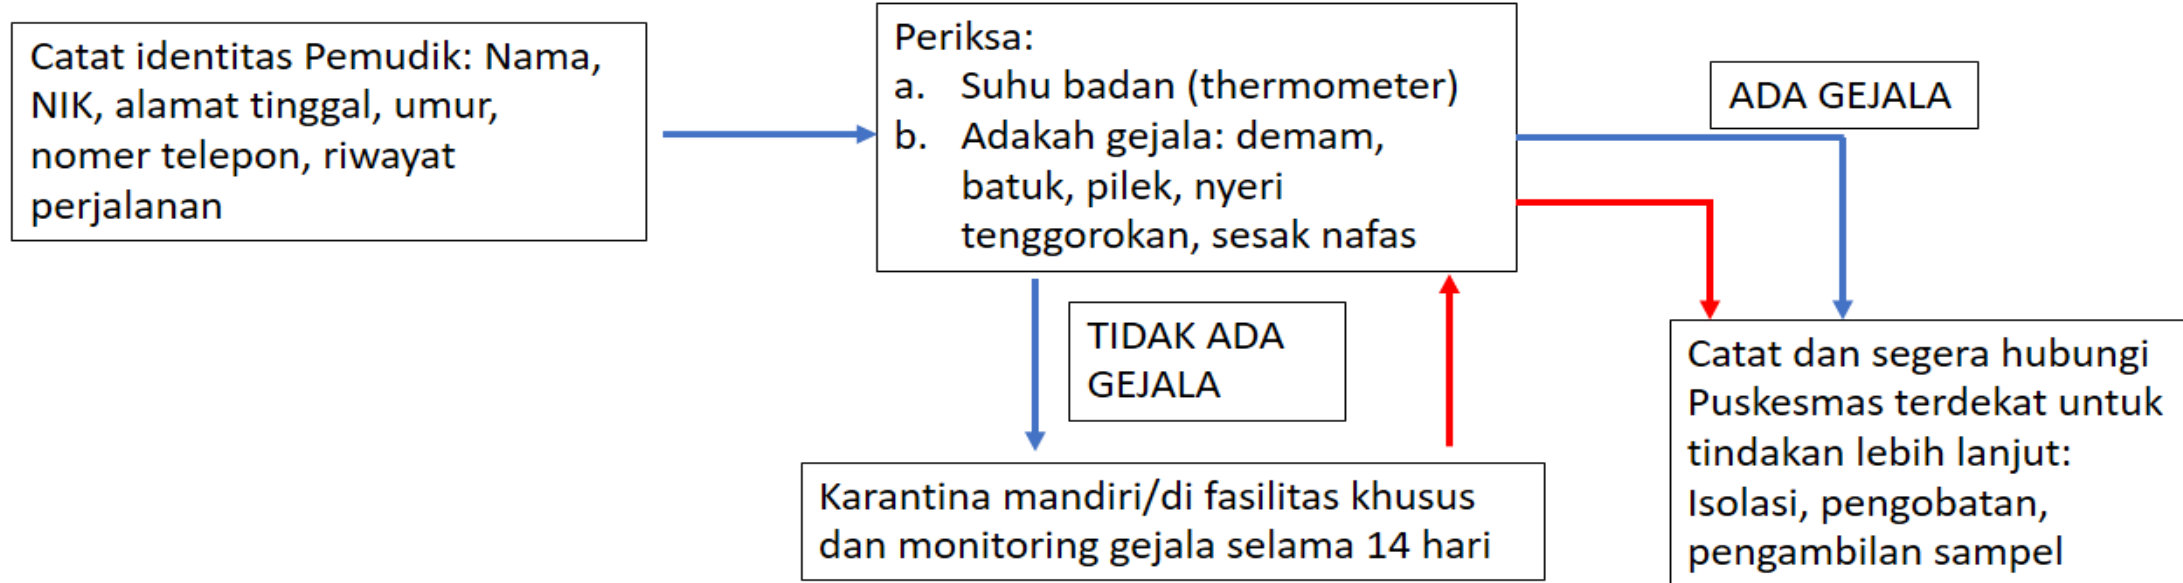 Catat identitas Pemudik: Nama,
NIK, alamat tinggal, umur,
nomer telepon, riwayat
perjalanan
Periksa:
a. Suhu badan (thermometer)
b. Adakah gejala: demam,
batuk, pilek, nyeri
tenggorokan, sesak nafas
ADA GEJALA
TIDAK ADA
GEJALA
Karantina mandiri/di fasilitas khusus
dan monitoring gejala selama 14 hari
Catat dan segera hubungi
Puskesmas terdekat untuk
tindakan lebih lanjut:
Isolasi, pengobatan,
pengambilan sampel